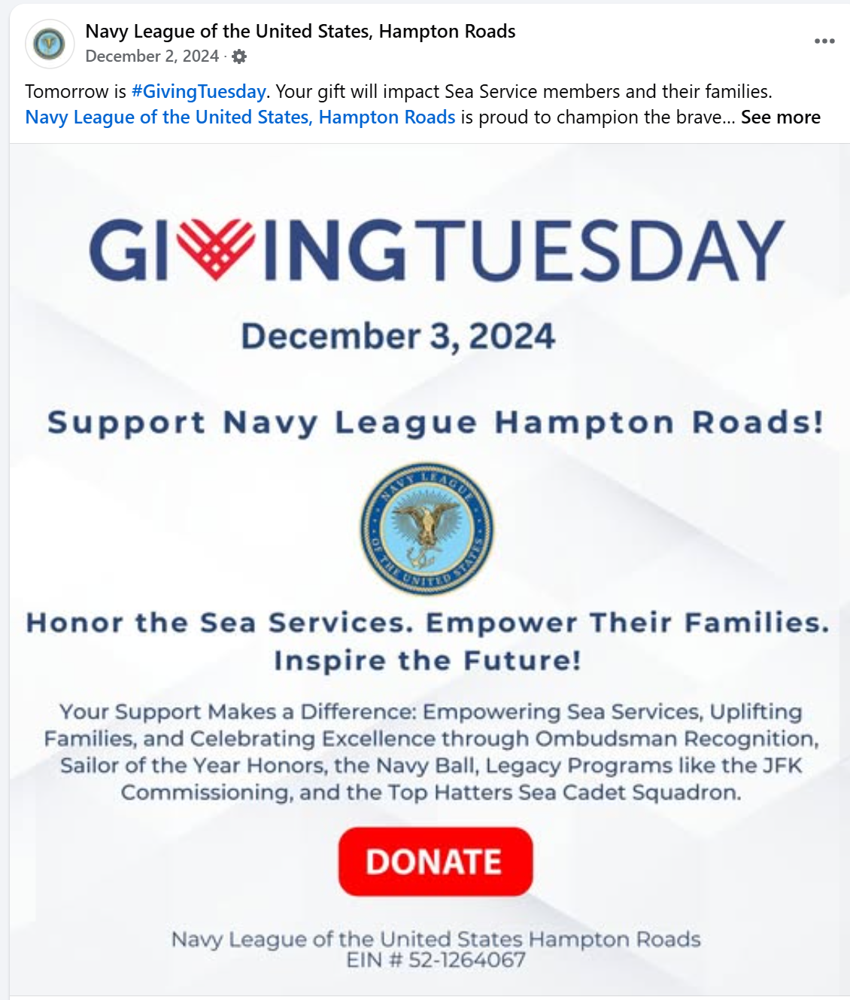 Navy League of the United States, Hampton Roads
December 2, 2024 ·
Tomorrow is #GivingTuesday. Your gift will impact Sea Service members and their families.
Navy League of the United States, Hampton Roads is proud to champion the brave... See more
GIVINGTUESDAY
December 3, 2024
Support Navy League Hampton Roads!
NAVY LEAGUE
OF THE UNITED STATES
Honor the Sea Services. Empower Their Families.
Inspire the Future!
Your Support Makes a Difference: Empowering Sea Services, Uplifting
Families, and Celebrating Excellence through Ombudsman Recognition,
Sailor of the Year Honors, the Navy Ball, Legacy Programs like the JFK
Commissioning, and the Top Hatters Sea Cadet Squadron.
DONATE
Navy League of the United States Hampton Roads
EIN # 52-1264067